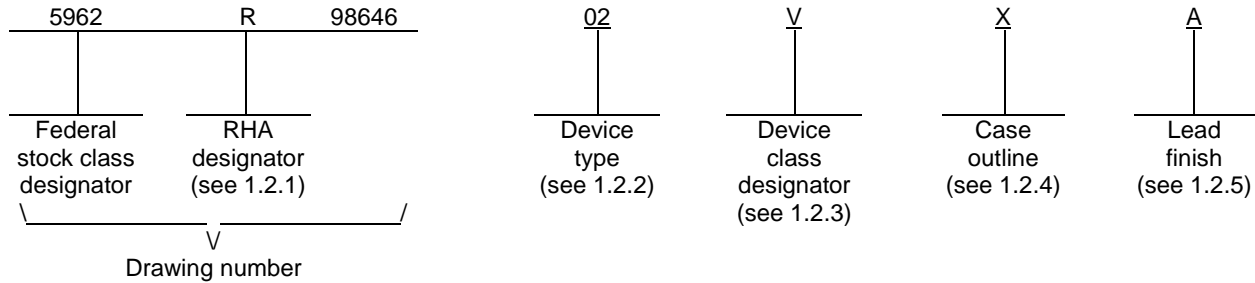 5962 R 98646 02 V X A
Federal stock class designator
RHA designator (see 1.2.1)
Device type (see 1.2.2)
Device class designator (see 1.2.3)
Case outline (see 1.2.4)
Lead finish (see 1.2.5)
Drawing number